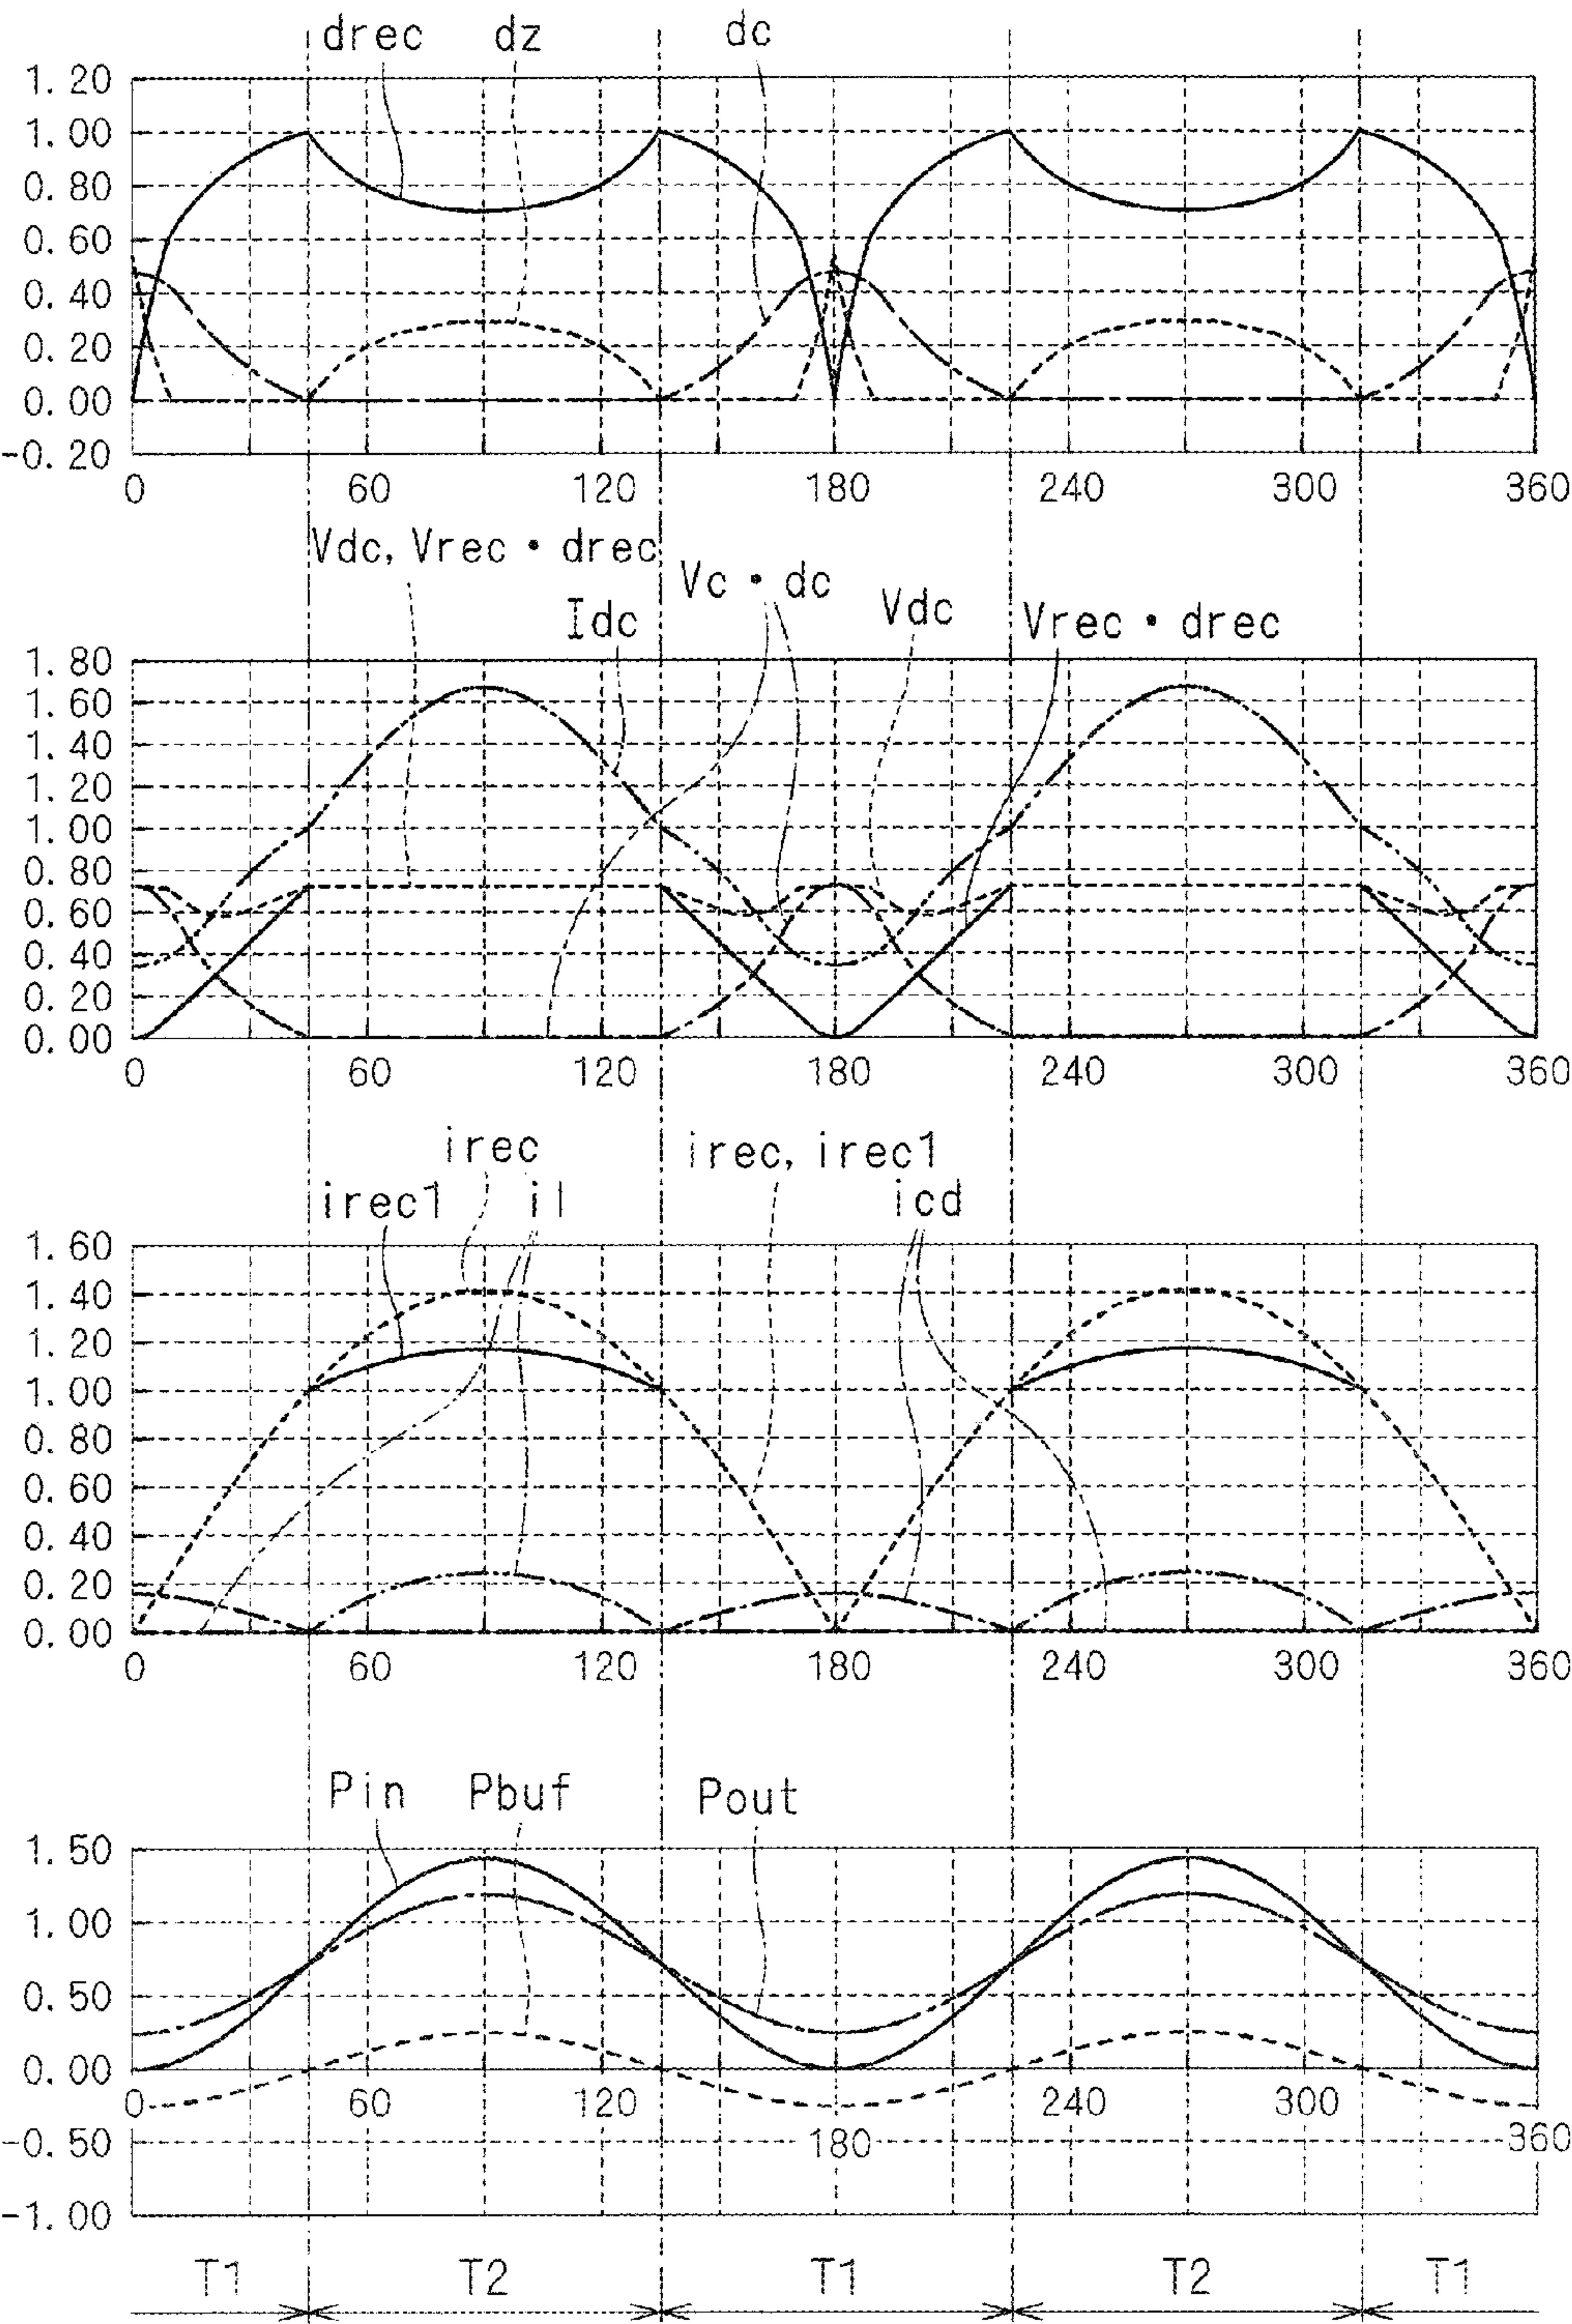 drec dz dc
1.20
1.00
0.80
0.60
0.40
0.20
0.00
-0.20
0 60 120 180 240 300 360
Vdc, Vrec・drec
Vc・dc
Idc Vdc Vrec・drec
1.80
1.60
1.40
1.20
1.00
0.80
0.60
0.40
0.20
0.00
0 60 120 180 240 300 360
irec irec, irec1
irec1 il icd
1.60
1.40
1.20
1.00
0.80
0.60
0.40
0.20
0.00
0 60 120 180 240 300 360
Pin Pbuf Pout
1.50
1.00
0.50
0.00
0 60 120 240 300
-0.50 180 360
-1.00
T1 T2 T1 T2 T1